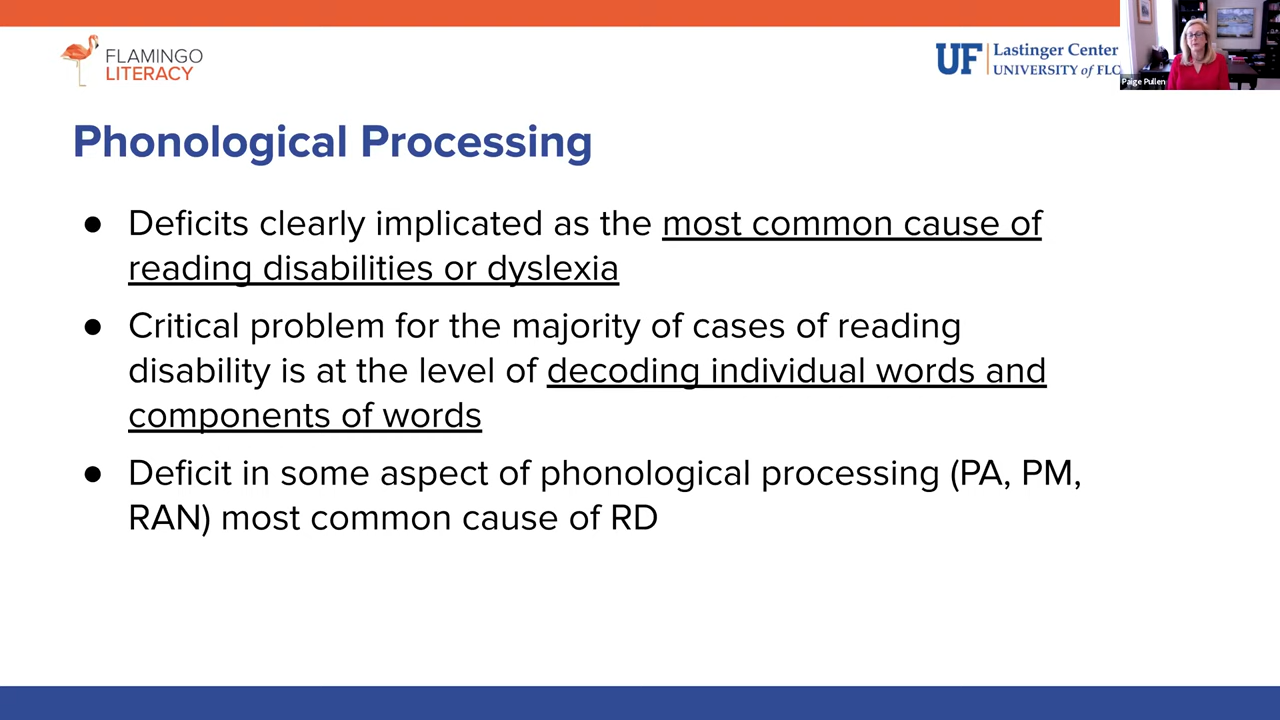 FLAMINGO
LITERACY
UF
Lastinger Center
UNIVERSITY of FLO
Paige Pullen
Phonological Processing
● Deficits clearly implicated as the most common cause of
reading disabilities or dyslexia
● Critical problem for the majority of cases of reading
disability is at the level of decoding individual words and
components of words
● Deficit in some aspect of phonological processing (PA, PM,
RAN) most common cause of RD